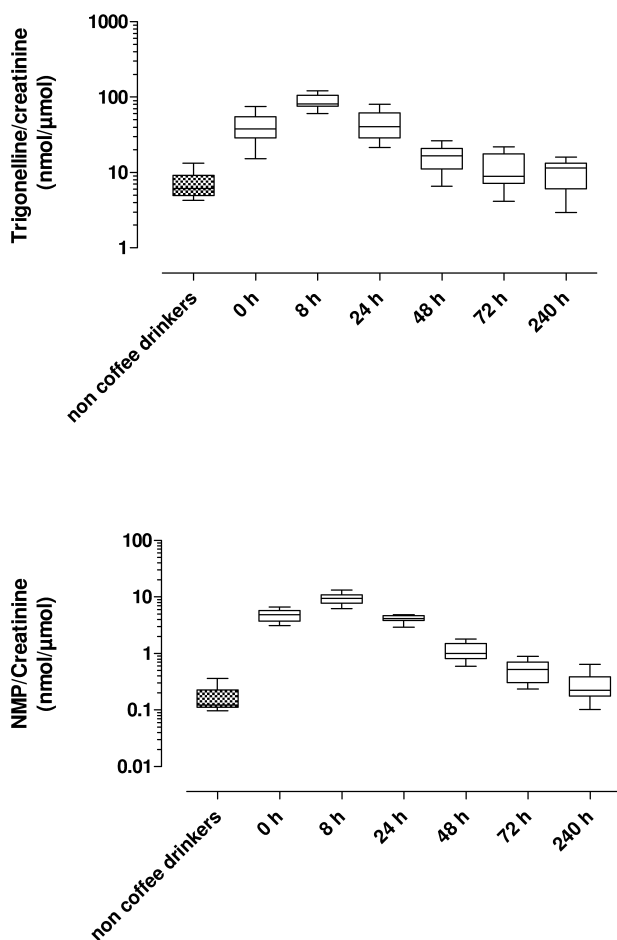 Trigonelline/creatinine
(nmol/µmol)
1000
100
10
1
non coffee drinkers
0 h
8 h
24 h
48 h
72 h
240 h
NMP/Creatinine
(nmol/µmol)
100
10
1
0.1
0.01
non coffee drinkers
0 h
8 h
24 h
48 h
72 h
240 h